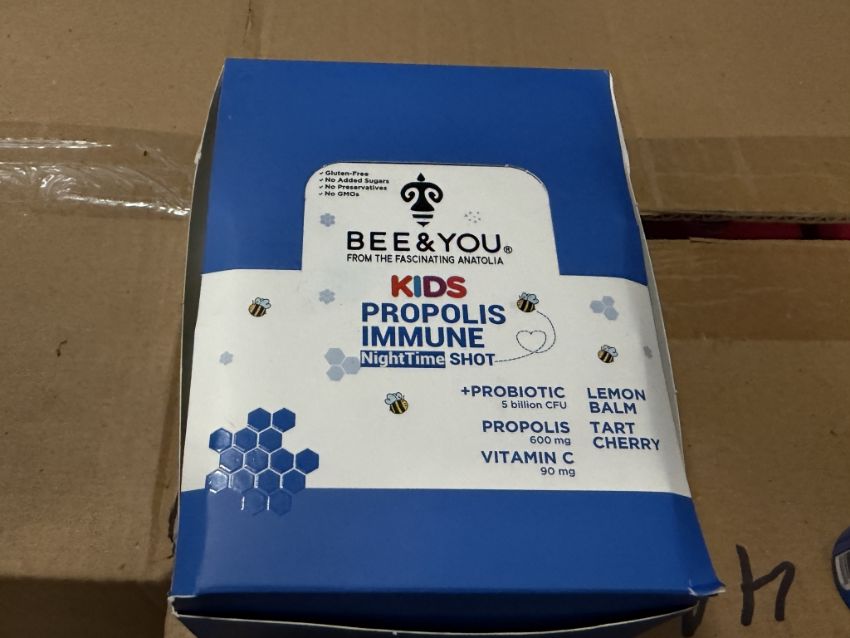 ✓ Gluten-Free
✓ No Added Sugars
✓ No Preservatives
✓ No GMOs
BEE&YOU®
FROM THE FASCINATING ANATOLIA
KIDS
PROPOLIS
IMMUNE
NightTime SHOT
+PROBIOTIC
5 billion CFU
PROPOLIS
600 mg
VITAMIN C
90 mg
LEMON
BALM
TART
CHERRY